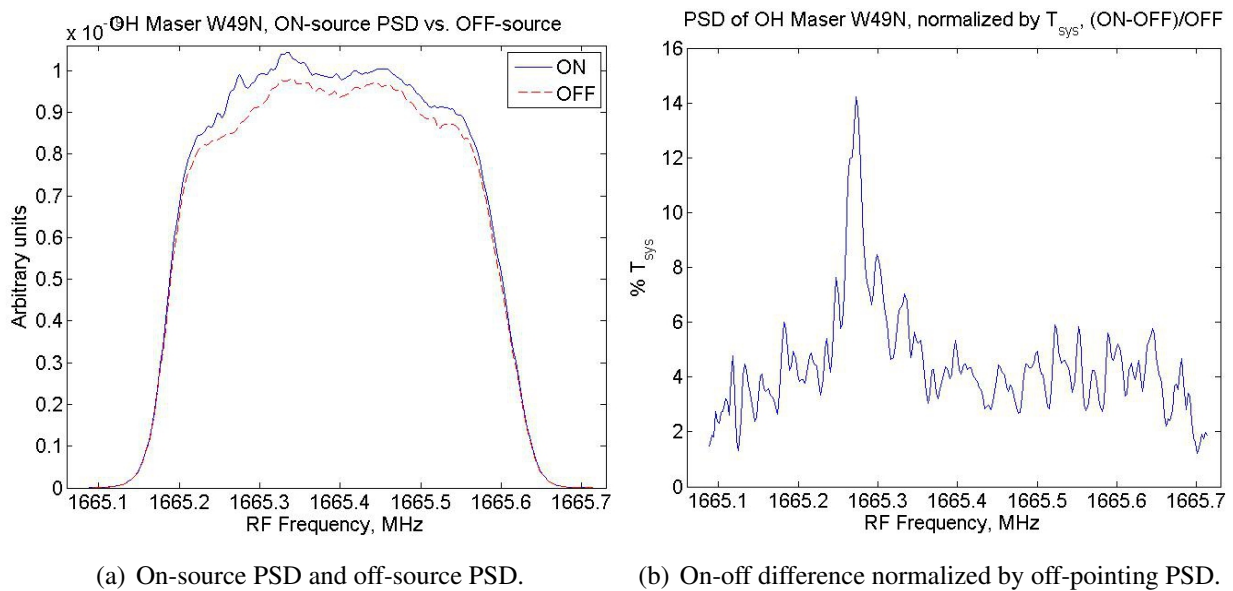 OH Maser W49N, ON-source PSD vs. OFF-source
x 10
1
0.9
0.8
0.7
0.6
0.5
0.4
0.3
0.2
0.1
0
Arbitrary units
ON
OFF
1665.1 1665.2 1665.3 1665.4 1665.5 1665.6 1665.7
RF Frequency, MHz
(a) On-source PSD and off-source PSD.
PSD of OH Maser W49N, normalized by Tsys, (ON-OFF)/OFF
16
14
12
10
8
6
4
2
0
% Tsys
1665.1 1665.2 1665.3 1665.4 1665.5 1665.6 1665.7
RF Frequency, MHz
(b) On-off difference normalized by off-pointing PSD.